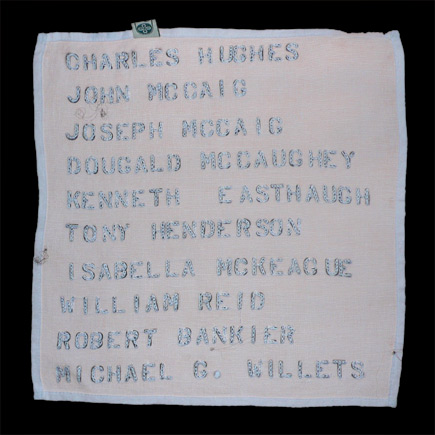 CHARLES HUGHES
JOHN MCCAIG
JOSEPH MCCAIG
DOUGALD MCCAUGHEY
KENNETH EASTHAUGH
TONY HENDERSON
ISABELLA MCKEAGUE
WILLIAM REID
ROBERT BANKIER
MICHAEL G. WILLETS